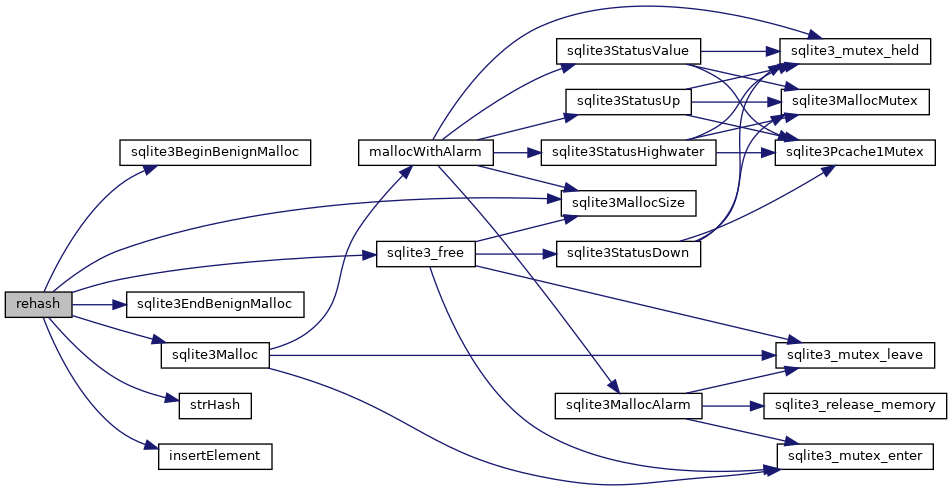 rehash
sqlite3BeginBenignMalloc
sqlite3EndBenignMalloc
sqlite3Malloc
strHash
insertElement
mallocWithAlarm
sqlite3_free
sqlite3StatusValue
sqlite3StatusUp
sqlite3StatusHighwater
sqlite3MallocSize
sqlite3StatusDown
sqlite3MallocAlarm
sqlite3_mutex_held
sqlite3MallocMutex
sqlite3Pcache1Mutex
sqlite3_mutex_leave
sqlite3_release_memory
sqlite3_mutex_enter